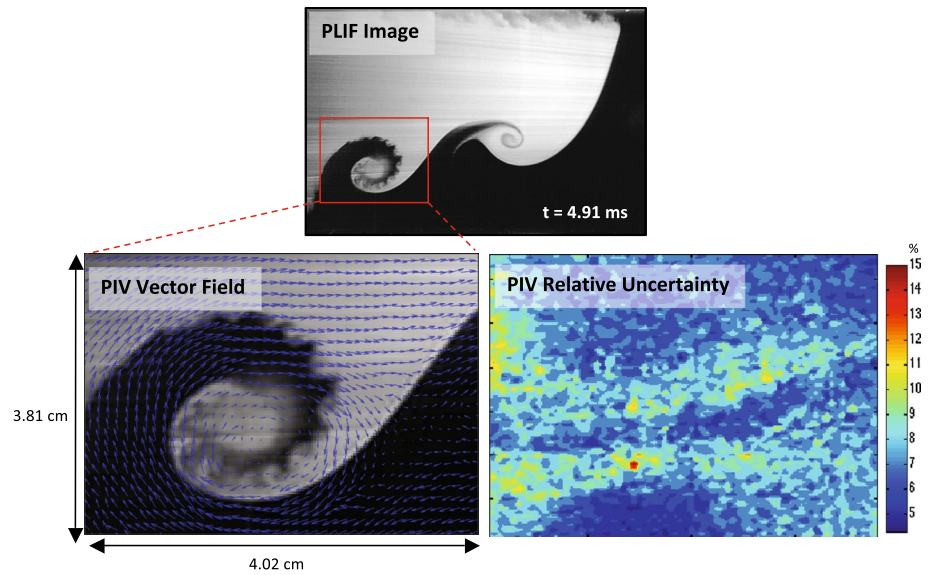 PLIF Image
t = 4.91 ms
PIV Vector Field
PIV Relative Uncertainty
%
15
14
13
12
11
10
9
8
7
6
5
3.81 cm
4.02 cm